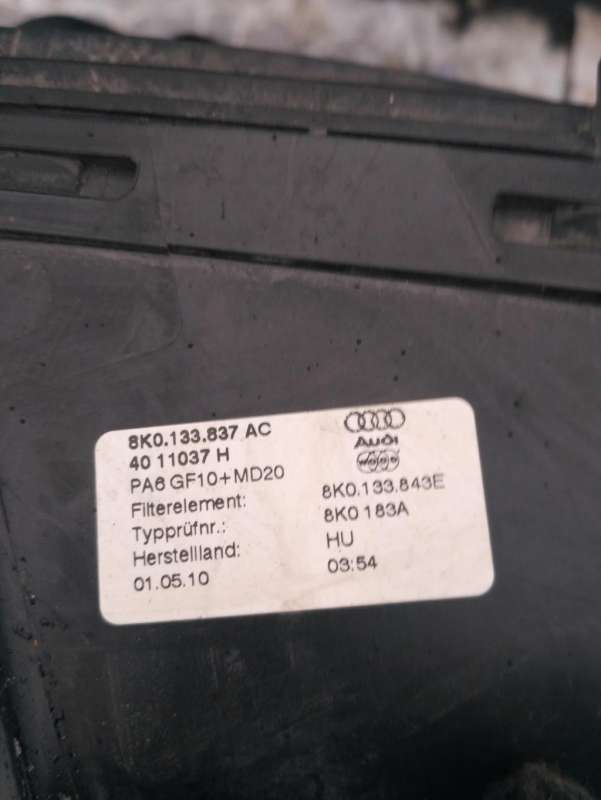 8K0.133.837 AC
40 11037 H
PA6 GF10+MD20
Filterelement: 8K0.133.843E
Typprüfnr.: 8K0 183A
Herstellland: HU
01.05.10 03:54
Audi